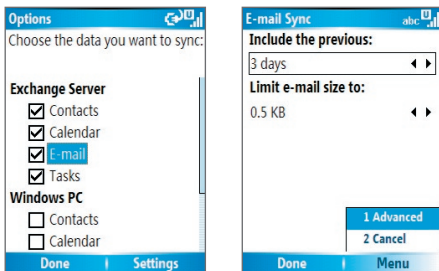 Options
Choose the data you want to sync:
Exchange Server
Contacts
Calendar
E-mail
Tasks
Windows PC
Contacts
Calendar
Done Settings
E-mail Sync abc
Include the previous:
3 days
Limit e-mail size to:
0.5 KB
1 Advanced
2 Cancel
Done Menu